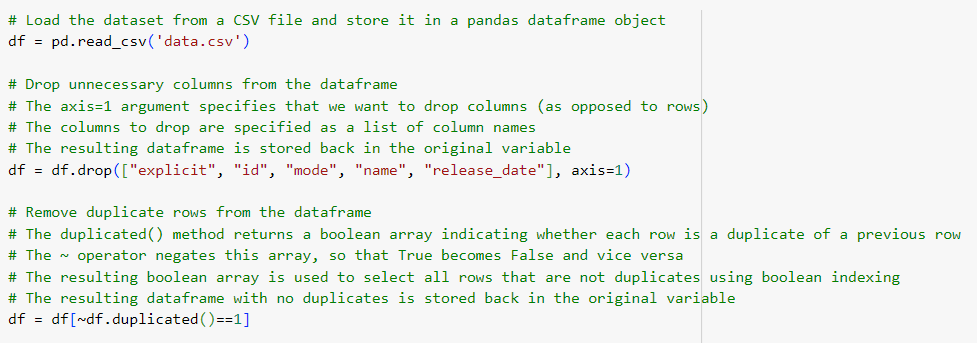 # Load the dataset from a CSV file and store it in a pandas dataframe object
df = pd.read_csv('data.csv')
# Drop unnecessary columns from the dataframe
# The axis=1 argument specifies that we want to drop columns (as opposed to rows)
# The columns to drop are specified as a list of column names
# The resulting dataframe is stored back in the original variable
df = df.drop(["explicit", "id", "mode", "name", "release_date"], axis=1)
# Remove duplicate rows from the dataframe
# The duplicated() method returns a boolean array indicating whether each row is a duplicate of a previous row
# The ~ operator negates this array, so that True becomes False and vice versa
# The resulting boolean array is used to select all rows that are not duplicates using boolean indexing
# The resulting dataframe with no duplicates is stored back in the original variable
df = df[~df.duplicated()==1]